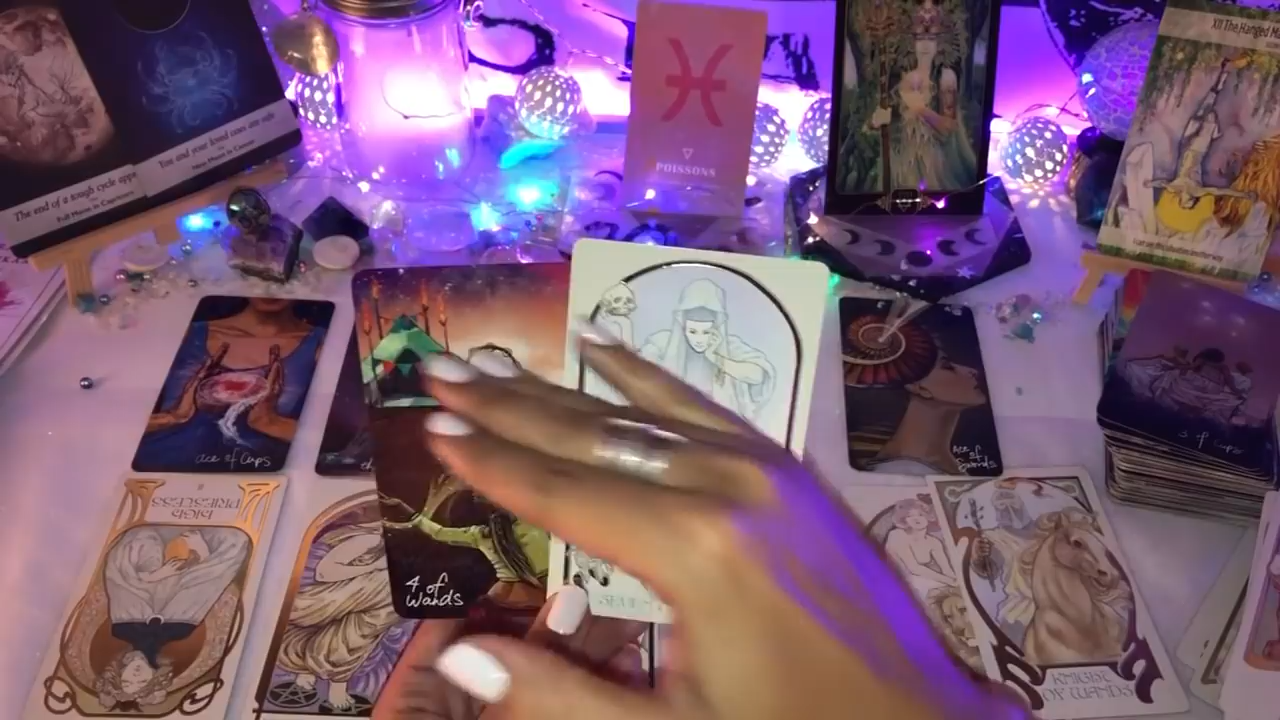 The end of a tough cycle
Full Moon in Capricorn
You and your loved ones are safe
New Moon in Cancer
POISSONS
XII The Hanged
Ace of Cups
4 of Wands
Ace of Swords
3 of Cups
II
HIGH PRIESTESS
KNIGHT OF WANDS